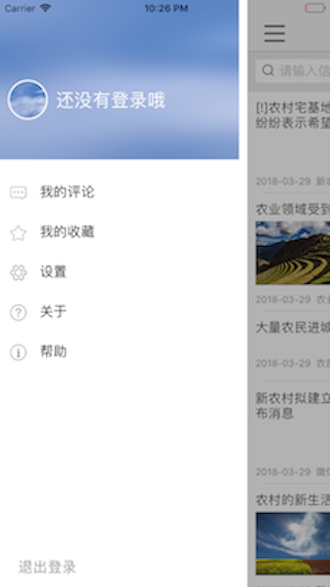 Carrier 10:26 PM
还没有登录哦
我的评论
我的收藏
设置
关于
帮助
退出登录
请输入信
[!]农村宅基地
纷纷表示希望
2018-03-29
农业领域受到
2018-03-29 农业
大量农民进城
2018-03-29
新农村拟建立
布消息
2018-03-29 微
农村的新生活